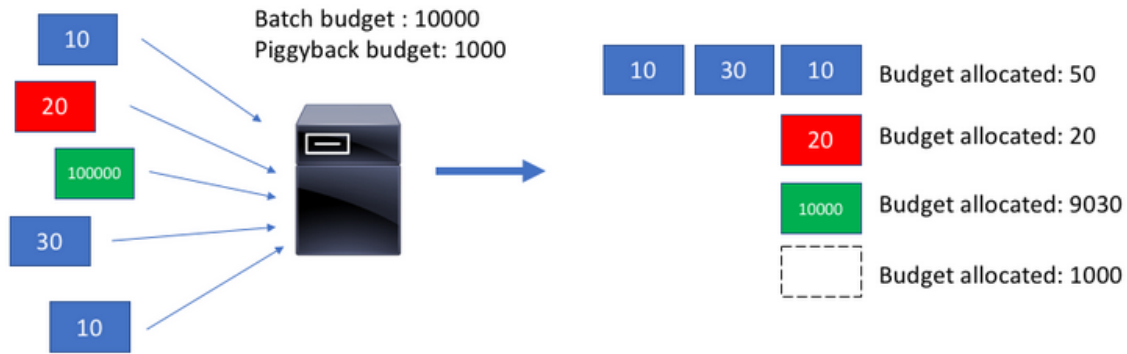 Batch budget : 10000
Piggyback budget: 1000
10
20
100000
30
10
10 30 10 Budget allocated: 50
20 Budget allocated: 20
10000 Budget allocated: 9030
Budget allocated: 1000